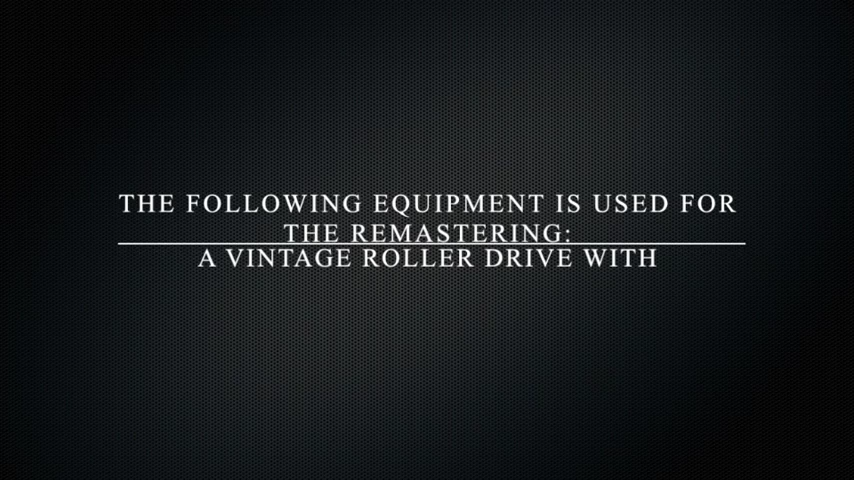 THE FOLLOWING EQUIPMENT IS USED FOR
THE REMASTERING:
A VINTAGE ROLLER DRIVE WITH